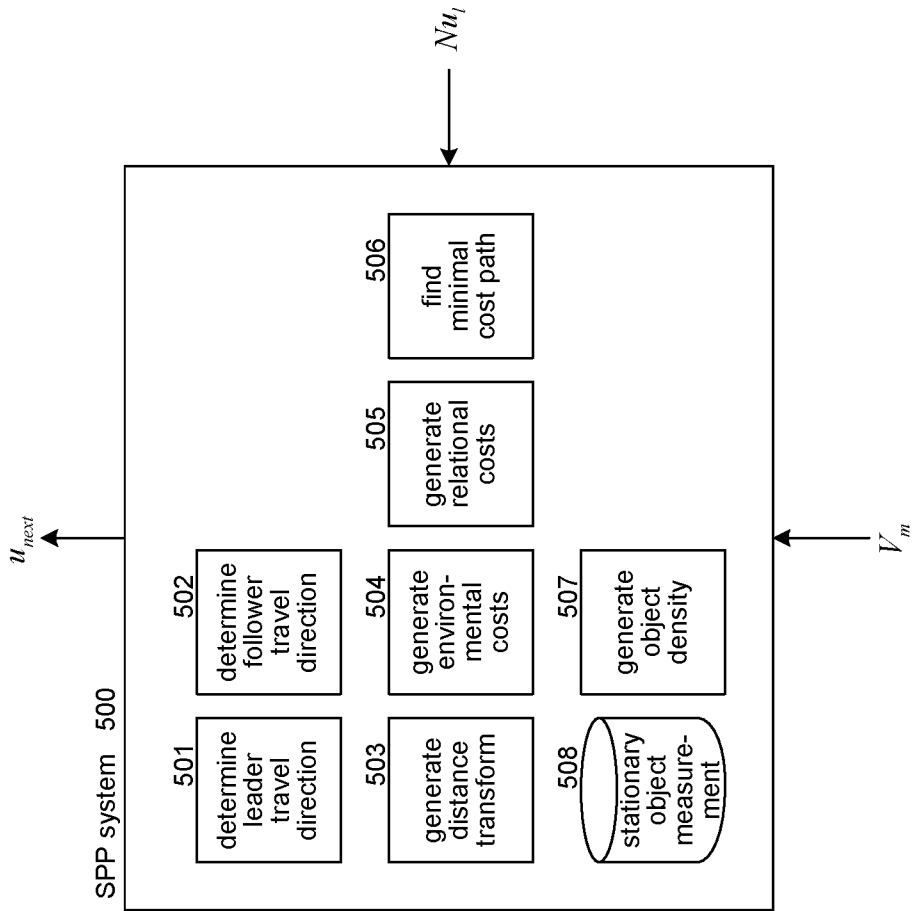 SPP system 500
501
determine
leader
travel
direction
502
determine
follower
travel
direction
503
generate
distance
transform
504
generate
environ-
mental
costs
505
generate
relational
costs
506
find
minimal
cost path
508
stationary
object
measure-
ment
507
generate
object
density
u_next
Nu_l
V_m